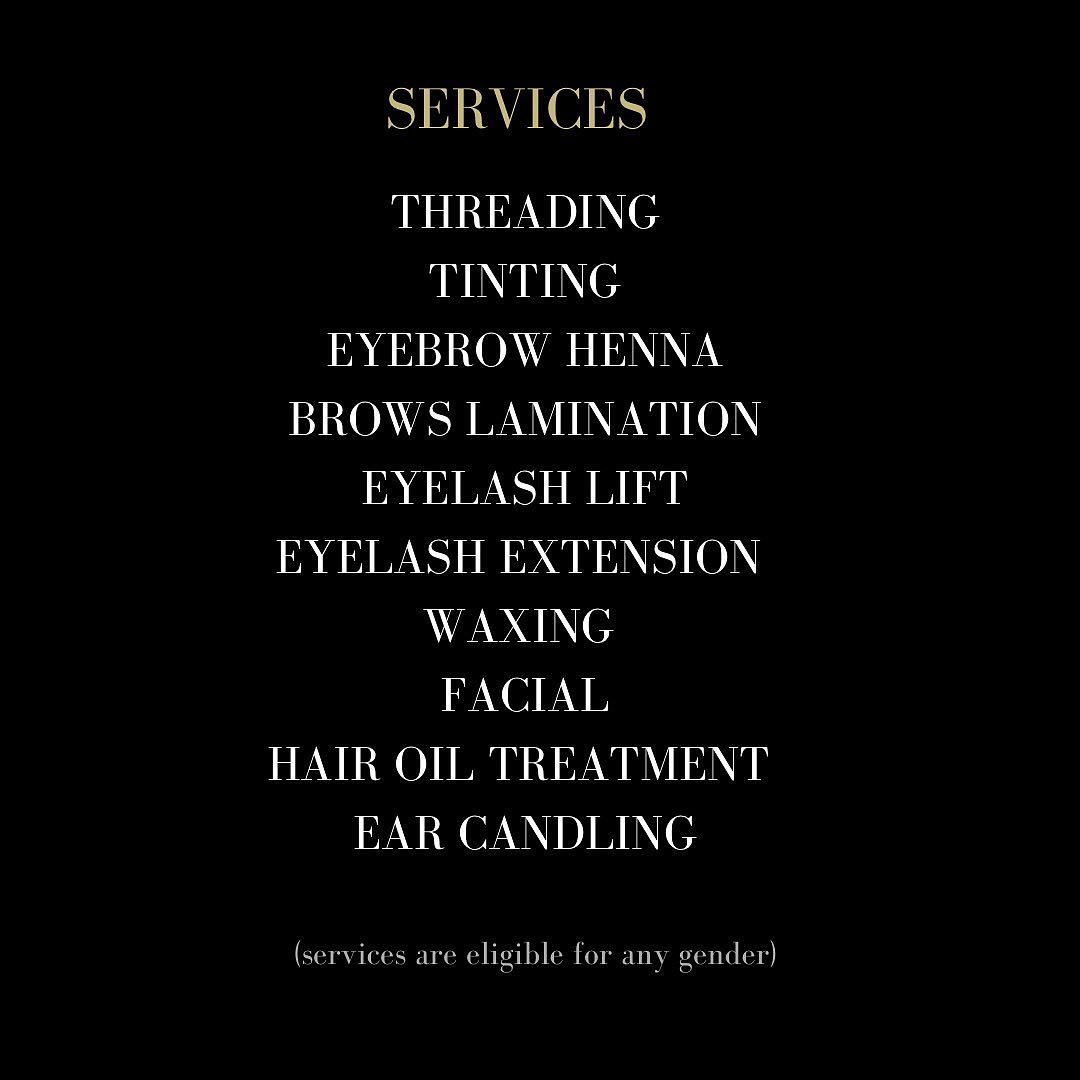 SERVICES
THREADING
TINTING
EYEBROW HENNA
BROWS LAMINATION
EYELASH LIFT
EYELASH EXTENSION
WAXING
FACIAL
HAIR OIL TREATMENT
EAR CANDLING
(services are eligible for any gender)